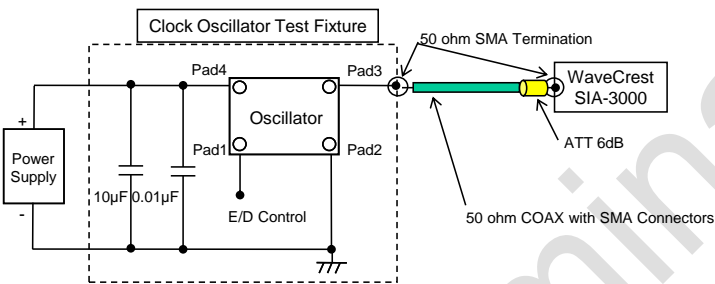 Clock Oscillator Test Fixture
50 ohm SMA Termination
Pad4
Pad3
WaveCrest
SIA-3000
+
Oscillator
ATT 6dB
Power
Supply
Pad1
Pad2
10µF
0.01µF
-
E/D Control
50 ohm COAX with SMA Connectors